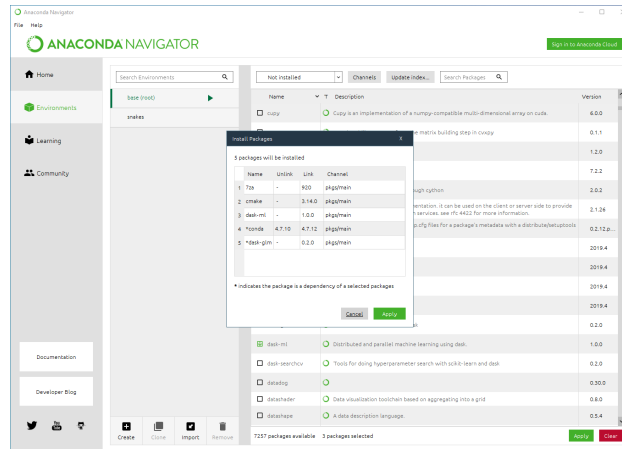 Anaconda Navigator
File Help
ANACONDA NAVIGATOR
Sign in to Anaconda Cloud
Home
Environments
Learning
Community
Documentation
Developer Blog
Search Environments
base (root)
snakes
Create Clone Import Remove
Not installed Channels Update index... Search Packages
Name T Description Version
cupy Cupy is an implementation of a numpy-compatible multi-dimensional array on cuda. 6.0.0
matrix building step in cvxpy 0.1.1
1.2.0
7.2.2
cython 2.0.2
it can be used on the client or server side to provide
services. see rfc 4422 for more information. 2.1.26
cfg files for a package's metadata with a distribute/setuptools 0.2.12.p...
2019.4
2019.4
2019.4
2019.4
0.2.0
dask-ml Distributed and parallel machine learning using dask. 1.0.0
dask-searchcv Tools for doing hyperparameter search with scikit-learn and dask 0.2.0
datadog 0.30.0
datashader Data visualization toolchain based on aggregating into a grid 0.8.0
datashape A data description language. 0.5.4
7257 packages available 3 packages selected
Apply Clear
Install Packages X
5 packages will be installed
Name Unlink Link Channel
1 7za - 920 pkgs/main
2 cmake - 3.14.0 pkgs/main
3 dask-ml - 1.0.0 pkgs/main
4 *conda 4.7.10 4.7.12 pkgs/main
5 *dask-glm - 0.2.0 pkgs/main
* indicates the package is a dependency of a selected packages
Cancel Apply